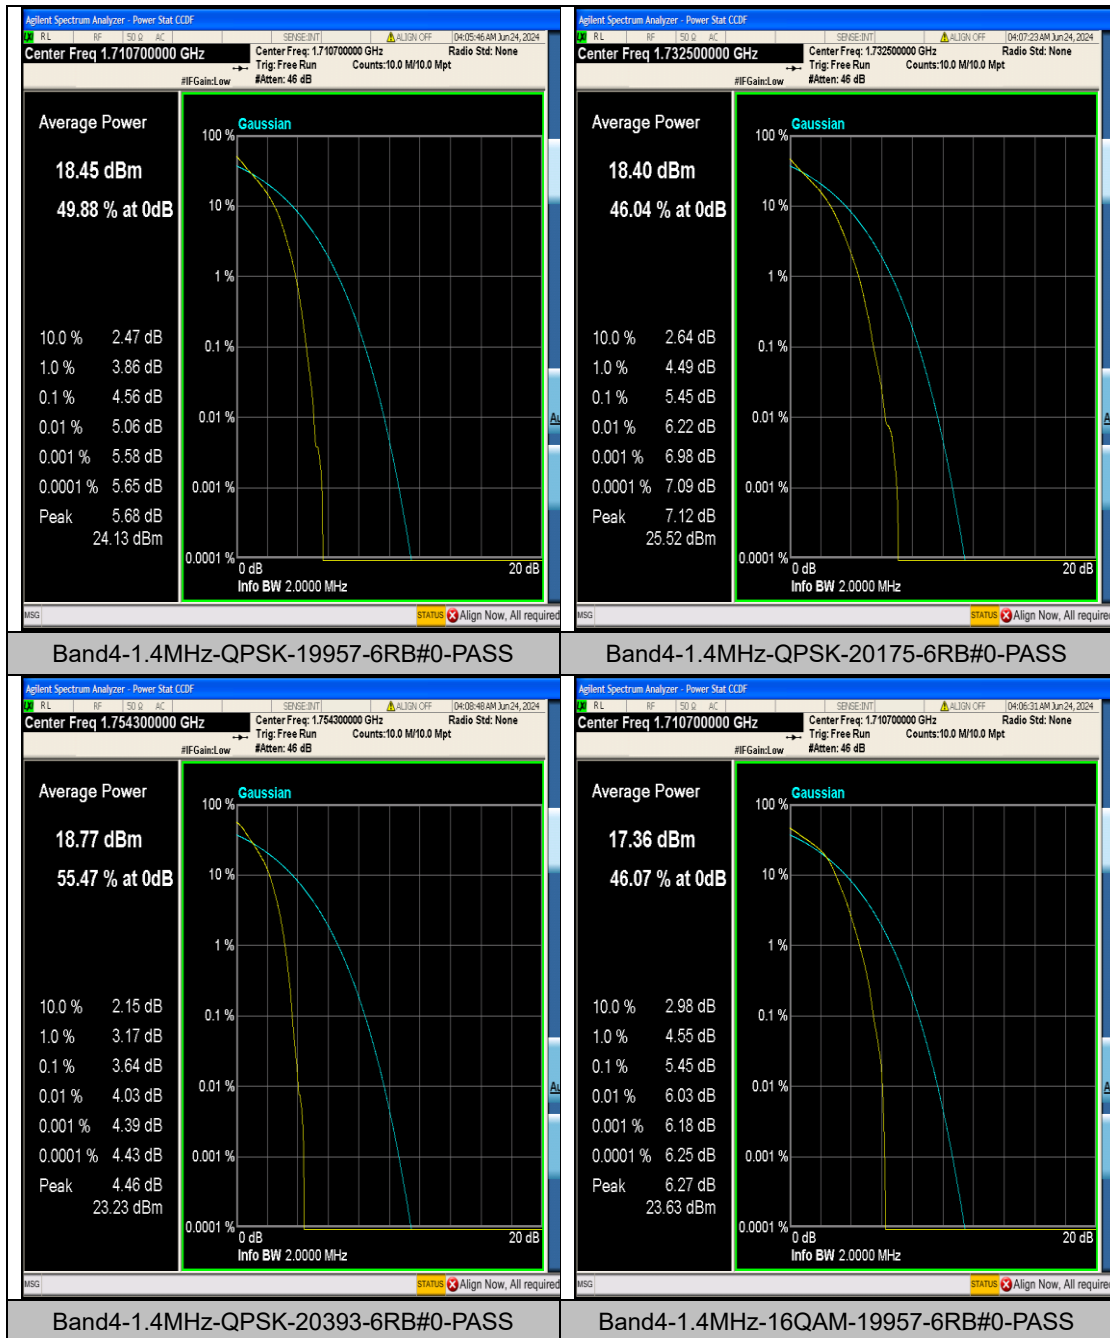 Agilent Spectrum Analyzer - Power Stat CCDF
RL RF 50 Ω AC SENSE:INT ALIGN OFF 04:05:46 AM Jun 24, 2024
Center Freq 1.710700000 GHz
Center Freq: 1.710700000 GHz Radio Std: None
Trig: Free Run Counts:10.0 M/10.0 Mpt
#IFGain:Low #Atten: 46 dB
Average Power
18.45 dBm
49.88 % at 0dB
10.0 % 2.47 dB
1.0 % 3.86 dB
0.1 % 4.56 dB
0.01 % 5.06 dB
0.001 % 5.58 dB
0.0001 % 5.65 dB
Peak 5.68 dB
24.13 dBm
Gaussian
100 %
10 %
1 %
0.1 %
0.01 %
0.001 %
0.0001 %
0 dB 20 dB
Info BW 2.0000 MHz
MSG STATUS Align Now, All required
Band4-1.4MHz-QPSK-19957-6RB#0-PASS
Agilent Spectrum Analyzer - Power Stat CCDF
RL RF 50 Ω AC SENSE:INT ALIGN OFF 04:07:23 AM Jun 24, 2024
Center Freq 1.732500000 GHz
Center Freq: 1.732500000 GHz Radio Std: None
Trig: Free Run Counts:10.0 M/10.0 Mpt
#IFGain:Low #Atten: 46 dB
Average Power
18.40 dBm
46.04 % at 0dB
10.0 % 2.64 dB
1.0 % 4.49 dB
0.1 % 5.45 dB
0.01 % 6.22 dB
0.001 % 6.98 dB
0.0001 % 7.09 dB
Peak 7.12 dB
25.52 dBm
Gaussian
100 %
10 %
1 %
0.1 %
0.01 %
0.001 %
0.0001 %
0 dB 20 dB
Info BW 2.0000 MHz
MSG STATUS Align Now, All require
Band4-1.4MHz-QPSK-20175-6RB#0-PASS
Agilent Spectrum Analyzer - Power Stat CCDF
RL RF 50 Ω AC SENSE:INT ALIGN OFF 04:08:48 AM Jun 24, 2024
Center Freq 1.754300000 GHz
Center Freq: 1.754300000 GHz Radio Std: None
Trig: Free Run Counts:10.0 M/10.0 Mpt
#IFGain:Low #Atten: 46 dB
Average Power
18.77 dBm
55.47 % at 0dB
10.0 % 2.15 dB
1.0 % 3.17 dB
0.1 % 3.64 dB
0.01 % 4.03 dB
0.001 % 4.39 dB
0.0001 % 4.43 dB
Peak 4.46 dB
23.23 dBm
Gaussian
100 %
10 %
1 %
0.1 %
0.01 %
0.001 %
0.0001 %
0 dB 20 dB
Info BW 2.0000 MHz
MSG STATUS Align Now, All required
Band4-1.4MHz-QPSK-20393-6RB#0-PASS
Agilent Spectrum Analyzer - Power Stat CCDF
RL RF 50 Ω AC SENSE:INT ALIGN OFF 04:06:31 AM Jun 24, 2024
Center Freq 1.710700000 GHz
Center Freq: 1.710700000 GHz Radio Std: None
Trig: Free Run Counts:10.0 M/10.0 Mpt
#IFGain:Low #Atten: 46 dB
Average Power
17.36 dBm
46.07 % at 0dB
10.0 % 2.98 dB
1.0 % 4.55 dB
0.1 % 5.45 dB
0.01 % 6.03 dB
0.001 % 6.18 dB
0.0001 % 6.25 dB
Peak 6.27 dB
23.63 dBm
Gaussian
100 %
10 %
1 %
0.1 %
0.01 %
0.001 %
0.0001 %
0 dB 20 dB
Info BW 2.0000 MHz
MSG STATUS Align Now, All require
Band4-1.4MHz-16QAM-19957-6RB#0-PASS